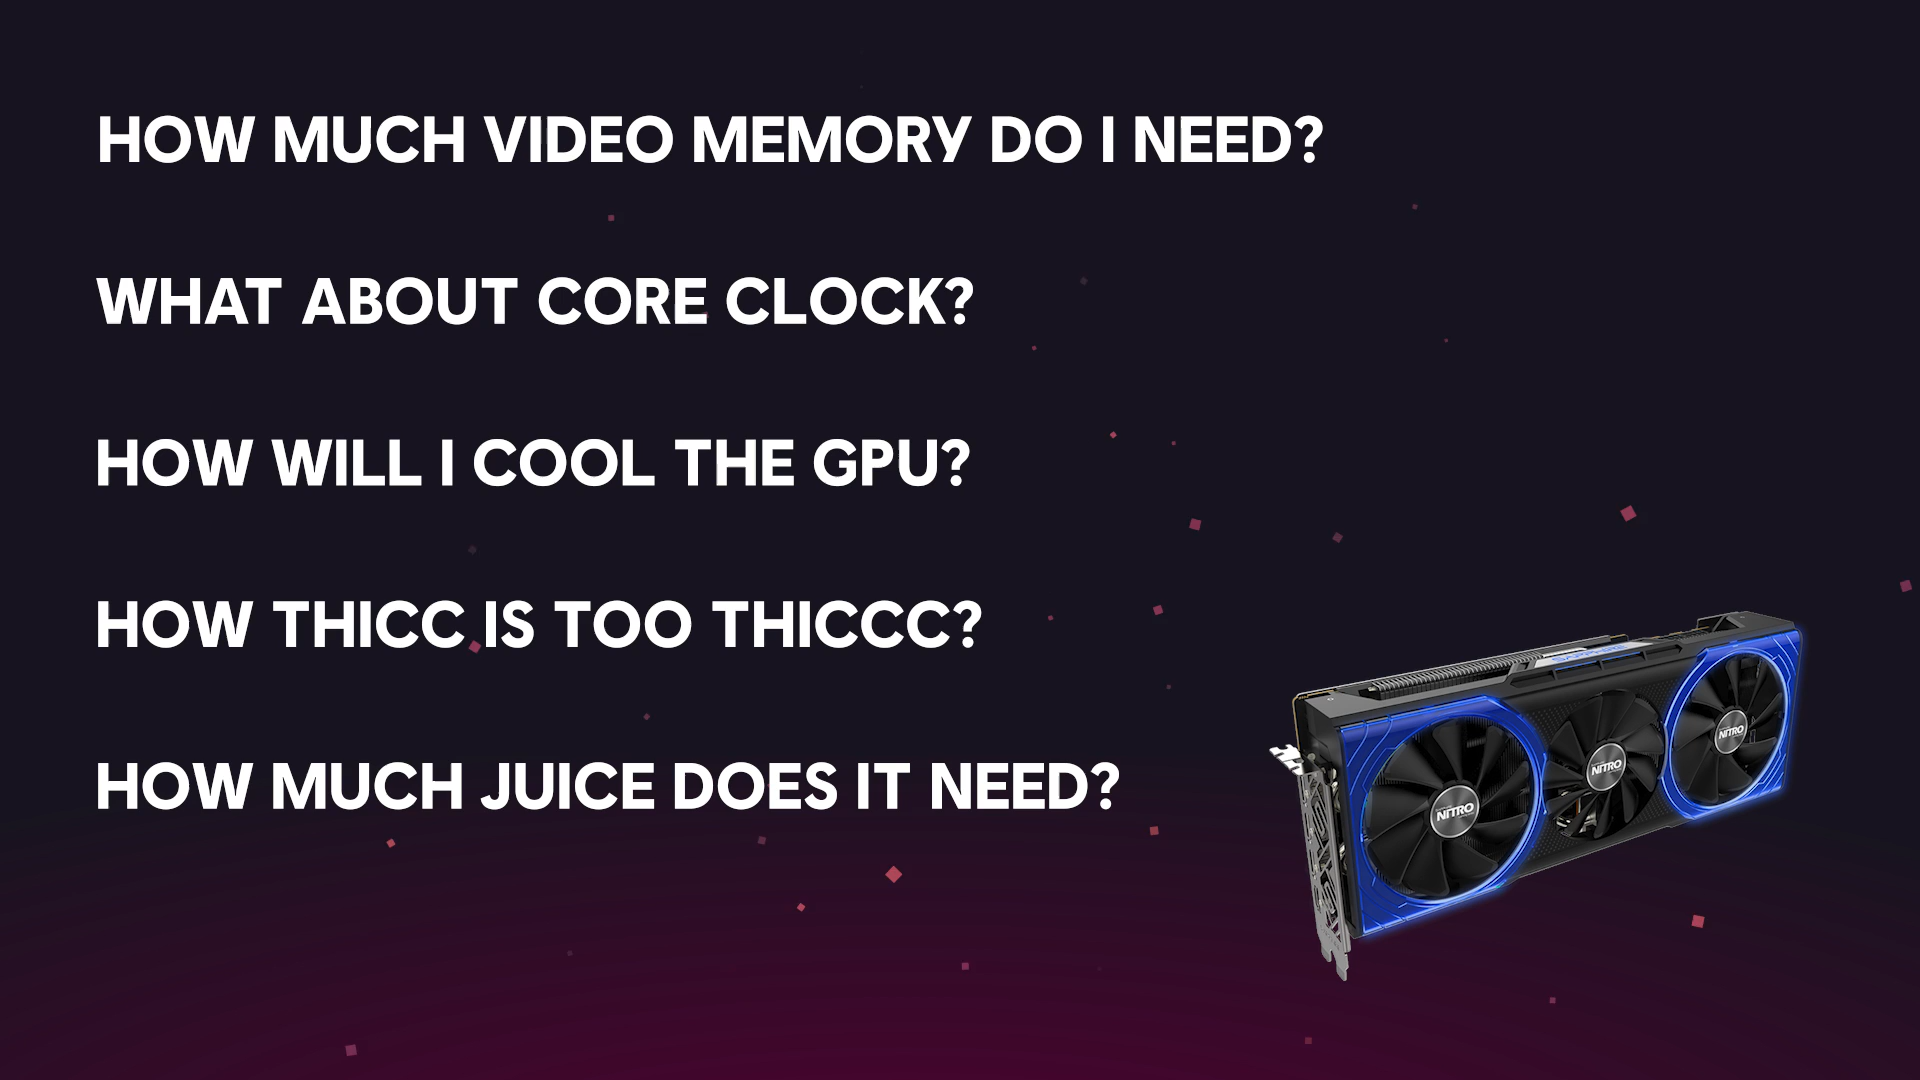 HOW MUCH VIDEO MEMORY DO I NEED?
WHAT ABOUT CORE CLOCK?
HOW WILL I COOL THE GPU?
HOW THICC IS TOO THICCC?
HOW MUCH JUICE DOES IT NEED?
NITRO
NITRO
NITRO